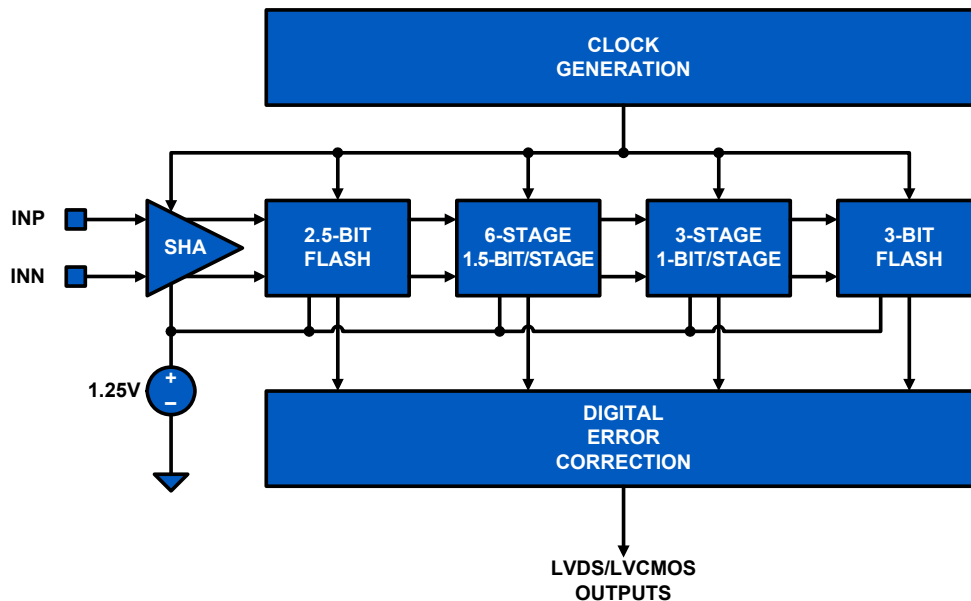 CLOCK
GENERATION
INP
INN
SHA
2.5-BIT
FLASH
6-STAGE
1.5-BIT/STAGE
3-STAGE
1-BIT/STAGE
3-BIT
FLASH
1.25V
+
–
DIGITAL
ERROR
CORRECTION
LVDS/LVCMOS
OUTPUTS